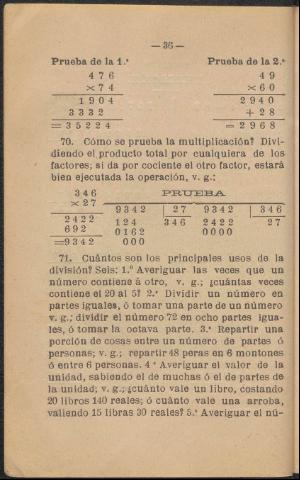 — 36 —
Prueba de la 1.ª Prueba de la 2.ª
476 49
×74 ×60
1904 2940
3332 +28
=35224 =2968
70. Cómo se prueba la multiplicación? Divi-
diendo el producto total por cualquiera de los
factores; si da por cociente el otro factor, estará
bien ejecutada la operación, v. g.:
346 PRUEBA
×27 9342 27 9342 346
2422 124 346 2422 27
692 0162 0000
=9342 000
71. Cuántos son los principales usos de la
división? Seis: 1.º Averiguar las veces que un
número contiene á otro, v. g.; ¿cuántas veces
contiene el 20 al 5? 2.º Dividir un número en
partes iguales, ó tomar una parte de un número
v. g.; dividir el número 72 en ocho partes igua-
les, ó tomar la octava parte. 3.º Repartir una
porción de cosas entre un número de partes ó
personas; v. g.; repartir 48 peras en 6 montones
ó entre 6 personas. 4.º Averiguar el valor de la
unidad, sabiendo el de muchas ó el de partes de
la unidad; v. g.; ¿cuánto vale un libro, costando
20 libros 140 reales; ó cuánto vale una arroba,
valiendo 15 libras 30 reales? 5.º Averiguar el nú-